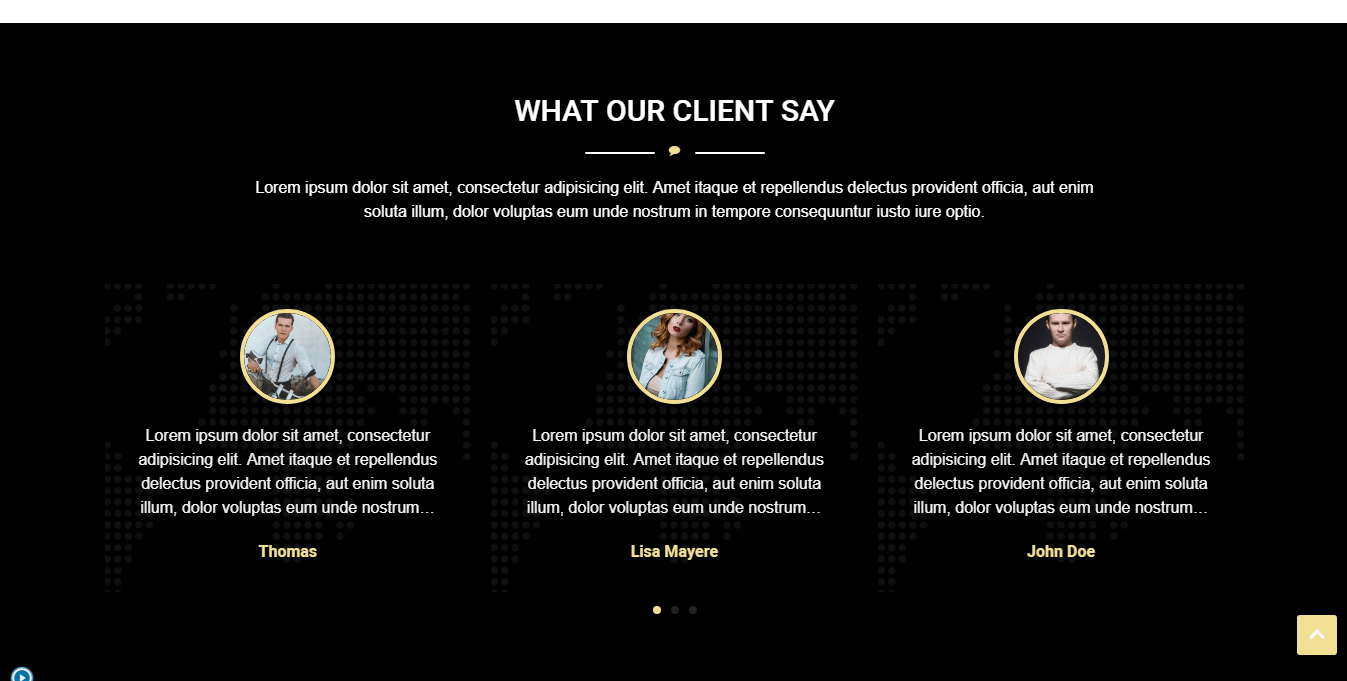 WHAT OUR CLIENT SAY
Lorem ipsum dolor sit amet, consectetur adipisicing elit. Amet itaque et repellendus delectus provident officia, aut enim
soluta illum, dolor voluptas eum unde nostrum in tempore consequuntur iusto iure optio.
Lorem ipsum dolor sit amet, consectetur
adipisicing elit. Amet itaque et repellendus
delectus provident officia, aut enim soluta
illum, dolor voluptas eum unde nostrum...
Thomas
Lorem ipsum dolor sit amet, consectetur
adipisicing elit. Amet itaque et repellendus
delectus provident officia, aut enim soluta
illum, dolor voluptas eum unde nostrum...
Lisa Mayere
Lorem ipsum dolor sit amet, consectetur
adipisicing elit. Amet itaque et repellendus
delectus provident officia, aut enim soluta
illum, dolor voluptas eum unde nostrum...
John Doe